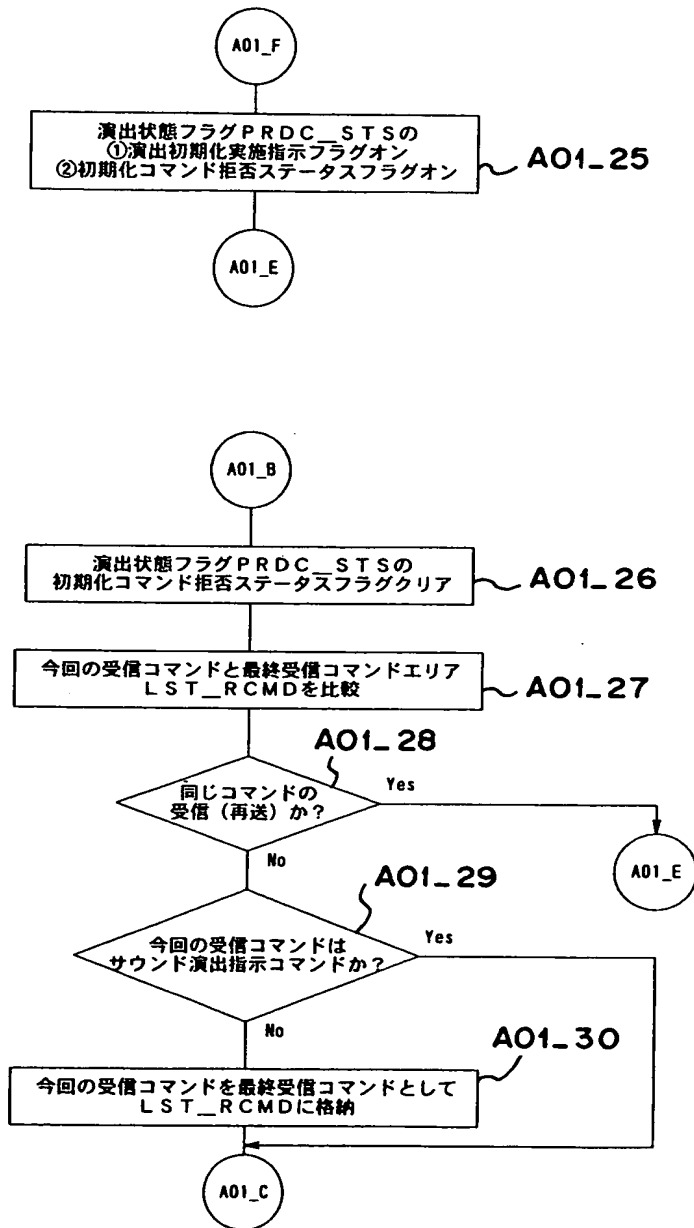 A01_F
演出状態フラグPRDC__STSの
①演出初期化実施指示フラグオン
②初期化コマンド拒否ステータスフラグオン
A01_25
A01_E
A01_B
演出状態フラグPRDC__STSの
初期化コマンド拒否ステータスフラグクリア
A01_26
今回の受信コマンドと最終受信コマンドエリア
LST__RCMDを比較
A01_27
A01_28
同じコマンドの
受信(再送)か?
Yes
No
A01_E
A01_29
今回の受信コマンドは
サウンド演出指示コマンドか?
Yes
No
A01_30
今回の受信コマンドを最終受信コマンドとして
LST__RCMDに格納
A01_C